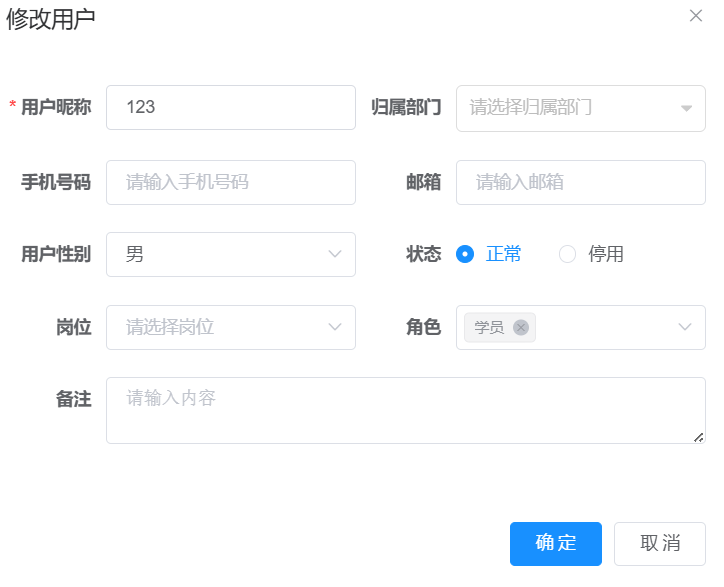 修改用户
* 用户昵称 123 归属部门 请选择归属部门
手机号码 请输入手机号码 邮箱 请输入邮箱
用户性别 男 状态 正常 停用
岗位 请选择岗位 角色 学员
备注 请输入内容
确定 取消